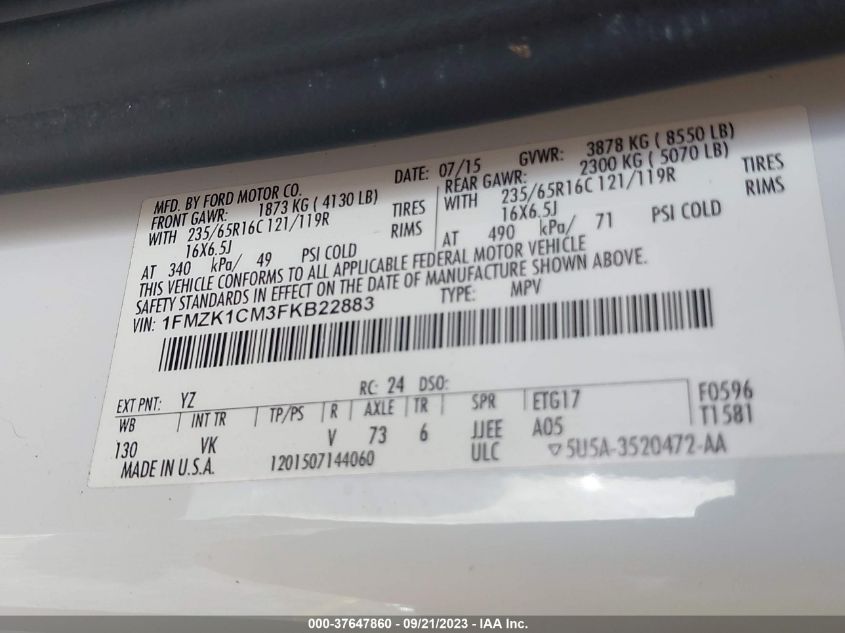 MFD. BY FORD MOTOR CO.
DATE: 07/15 GVWR: 3878 KG ( 8550 LB)
FRONT GAWR: 1873 KG ( 4130 LB)
WITH 235/65R16C 121/119R TIRES
16X6.5J RIMS
AT 340 kPa/ 49 PSI COLD
REAR GAWR: 2300 KG ( 5070 LB)
WITH 235/65R16C 121/119R TIRES
16X6.5J RIMS
AT 490 kPa/ 71 PSI COLD
THIS VEHICLE CONFORMS TO ALL APPLICABLE FEDERAL MOTOR VEHICLE
SAFETY STANDARDS IN EFFECT ON THE DATE OF MANUFACTURE SHOWN ABOVE.
VIN: 1FMZK1CM3FKB22883 TYPE: MPV
EXT PNT: YZ RC: 24 DSO:
WB INT TR TP/PS R AXLE TR SPR ETG17 F0596
130 VK V 73 6 JJEE A05 T1581
MADE IN U.S.A. 1201507144060 ULC ▽5U5A-3520472-AA
000-37647860 - 09/21/2023 - IAA Inc.